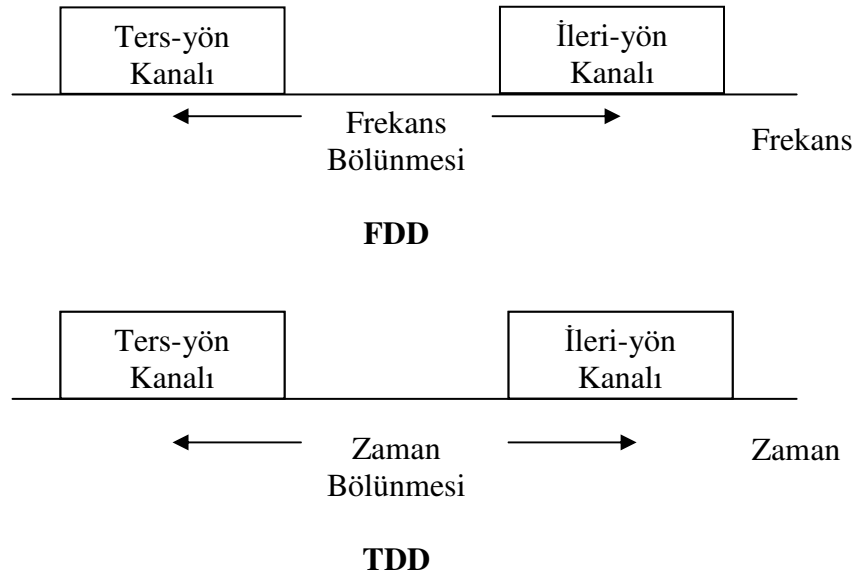 Ters-yön
Kanalı
İleri-yön
Kanalı
Frekans
Bölünmesi
Frekans
FDD
Ters-yön
Kanalı
İleri-yön
Kanalı
Zaman
Bölünmesi
Zaman
TDD